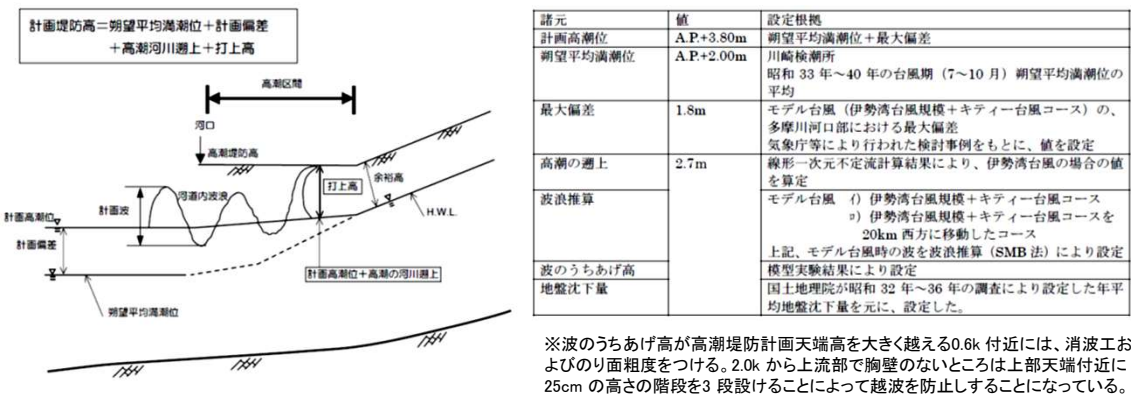 計画堤防高=朔望平均満潮位+計画偏差
+高潮河川遡上+打上高
高潮区間
河口
高潮堤防高
余裕高
打上高
河道内波浪
計画波
H.W.L.
計画高潮位
計画偏差
計画高潮位+高潮の河川遡上
朔望平均満潮位
諸元 値 設定根拠
計画高潮位 A.P.+3.80m 朔望平均満潮位+最大偏差
朔望平均満潮位 A.P.+2.00m 川崎検潮所
昭和 33 年~40 年の台風期(7~10 月)朔望平均満潮位の
平均
最大偏差 1.8m モデル台風(伊勢湾台風規模+キティー台風コース)の、
多摩川河口部における最大偏差
気象庁等により行われた検討事例をもとに、値を設定
高潮の遡上 2.7m 線形一次元不定流計算結果により、伊勢湾台風の場合の値
を算定
波浪推算 モデル台風 イ) 伊勢湾台風規模+キティー台風コース
ロ) 伊勢湾台風規模+キティー台風コースを
20km 西方に移動したコース
上記、モデル台風時の波を波浪推算(SMB 法)により設定
波のうちあげ高 模型実験結果により設定
地盤沈下量 国土地理院が昭和 32 年~36 年の調査により設定した年平
均地盤沈下量を元に、設定した。
※波のうちあげ高が高潮堤防計画天端高を大きく越える0.6k 付近には、消波工お
よびのり面粗度をつける。2.0k から上流部で胸壁のないところは上部天端付近に
25cm の高さの階段を3 段設けることによって越波を防止しすることになっている。